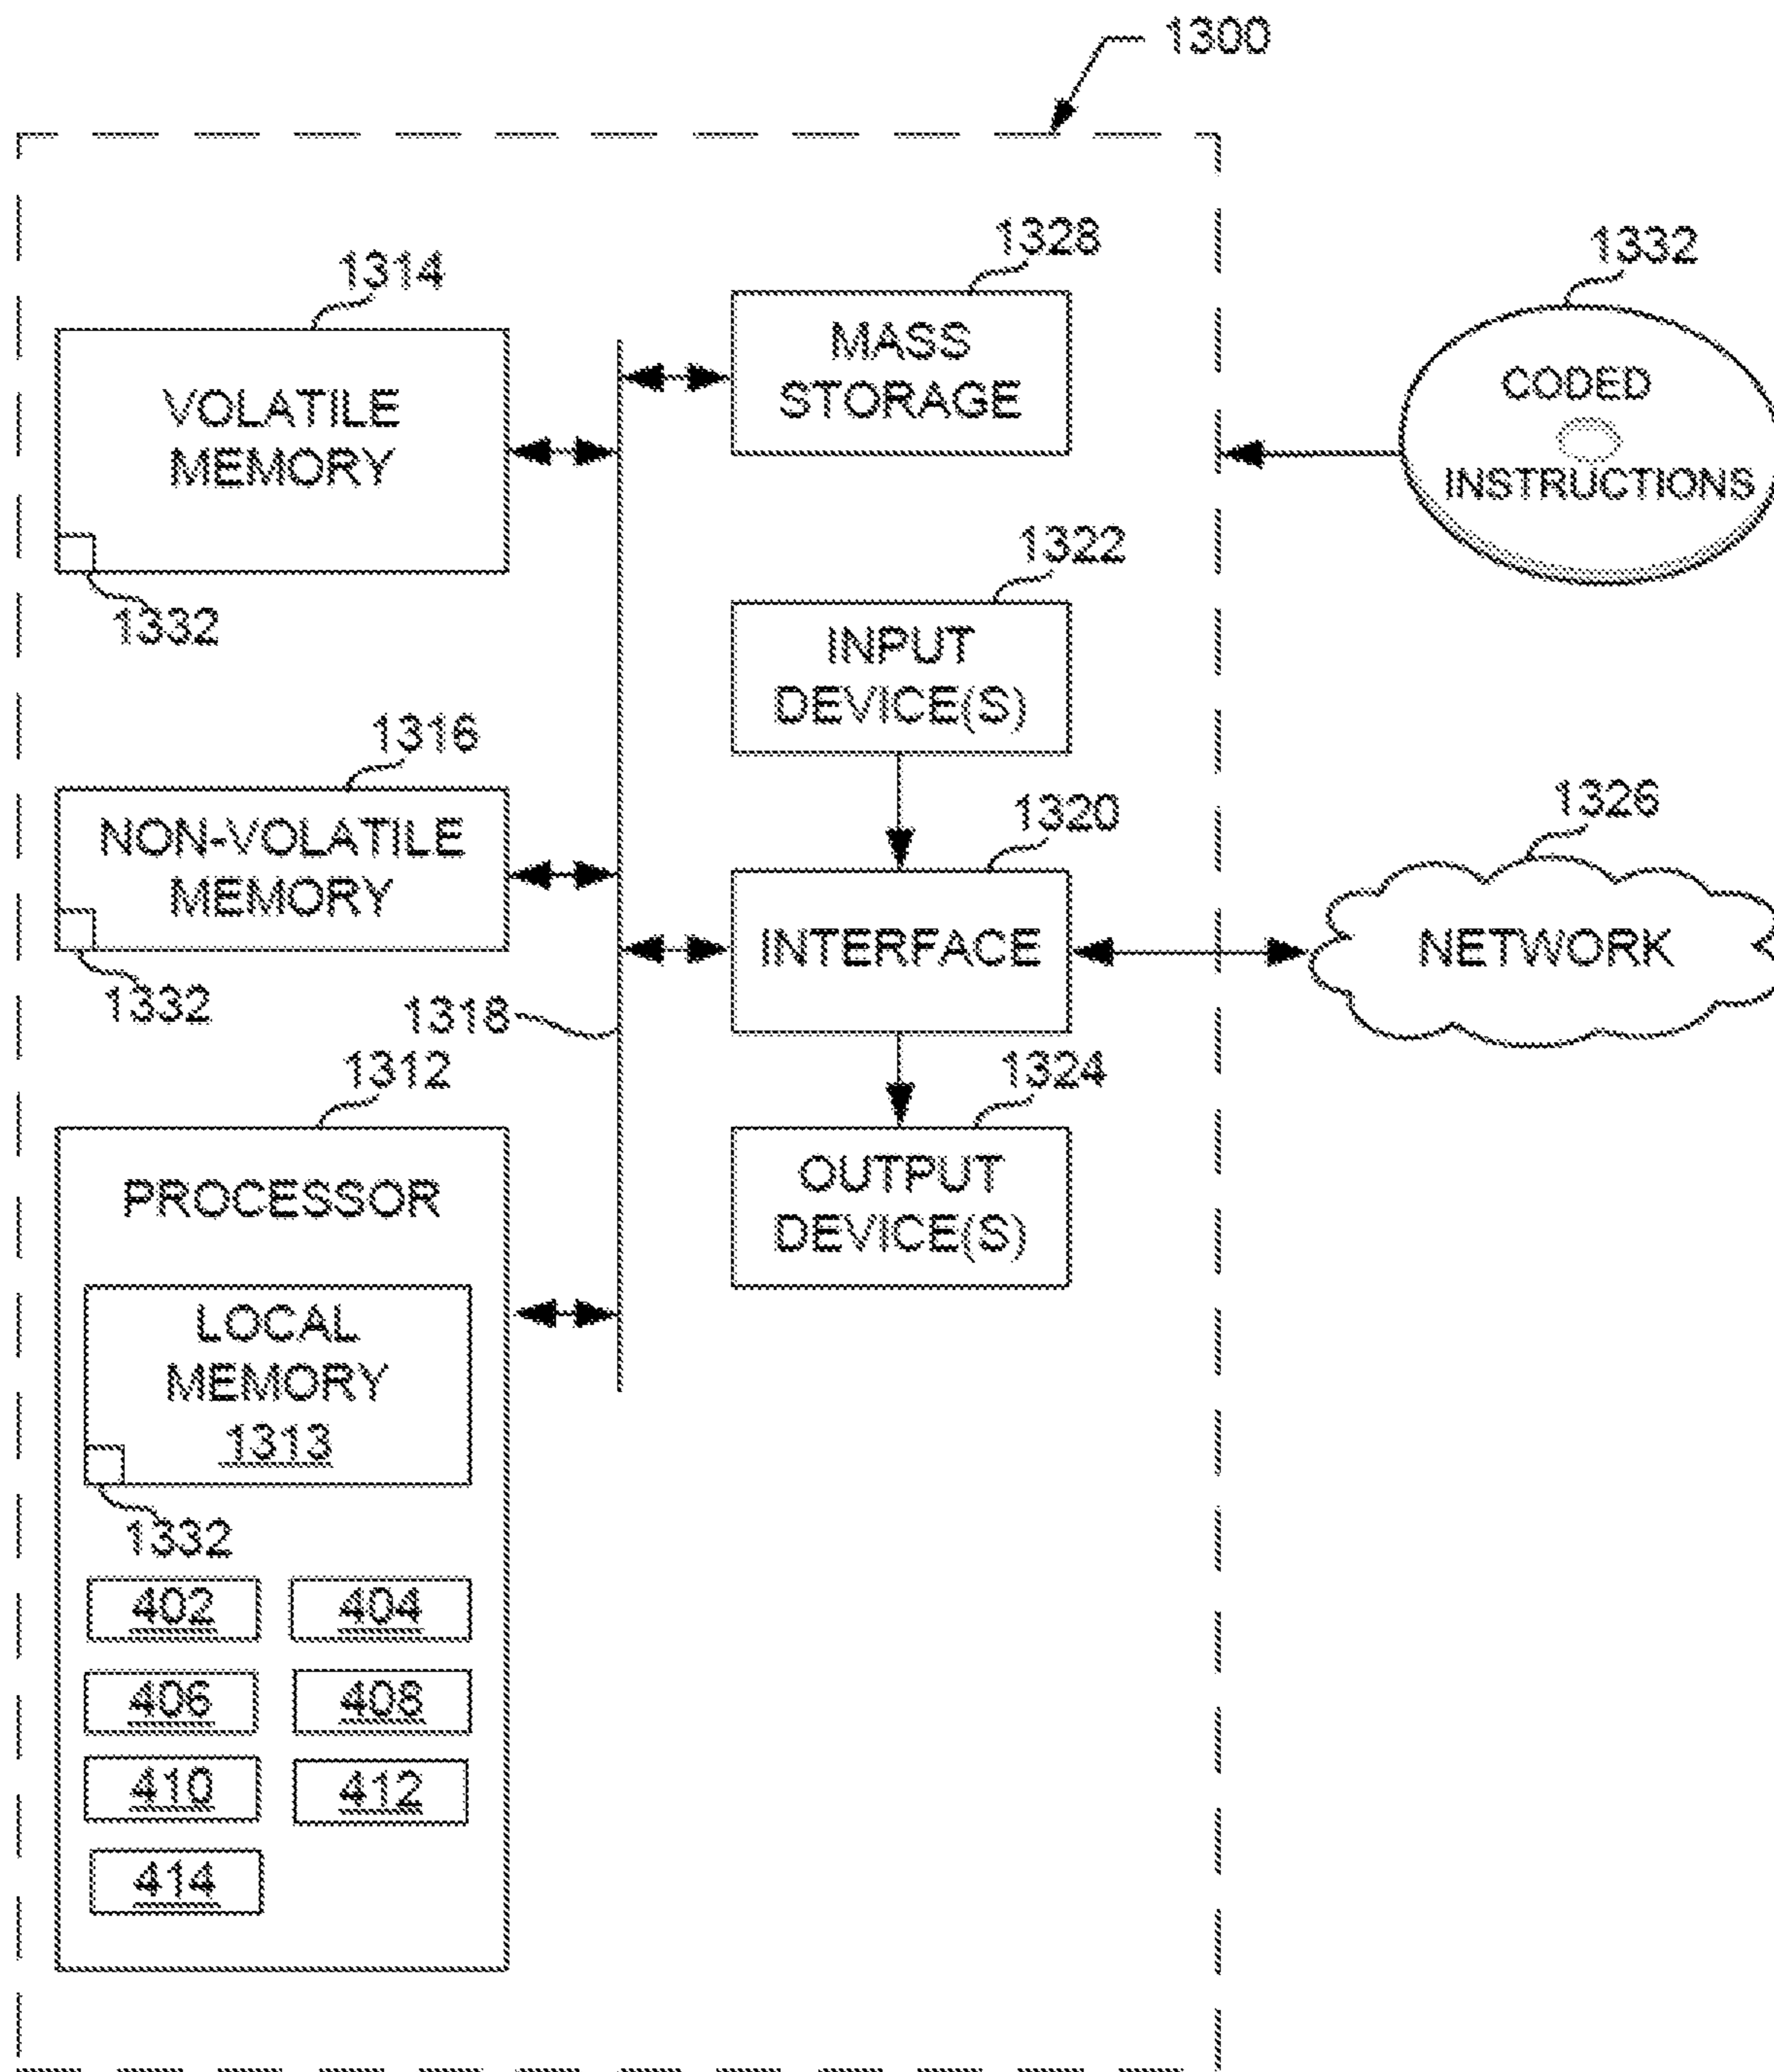 1300
1314
VOLATILE
MEMORY
1332
1328
MASS
STORAGE
1332
CODED
INSTRUCTIONS
1322
INPUT
DEVICE(S)
1316
NON-VOLATILE
MEMORY
1332
1318
1320
INTERFACE
1326
NETWORK
1312
PROCESSOR
LOCAL
MEMORY
1313
1332
402
404
406
408
410
412
414
1324
OUTPUT
DEVICE(S)